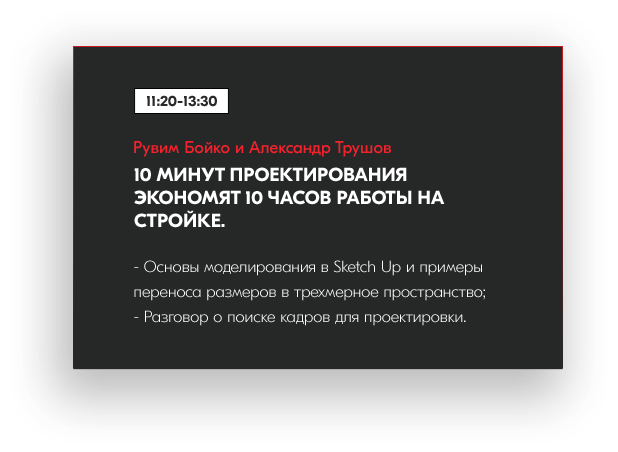 11:20-13:30
Рувим Бойко и Александр Трушов
10 МИНУТ ПРОЕКТИРОВАНИЯ
ЭКОНОМЯТ 10 ЧАСОВ РАБОТЫ НА
СТРОЙКЕ.
- Основы моделирования в Sketch Up и примеры
переноса размеров в трехмерное пространство;
- Разговор о поиске кадров для проектировки.